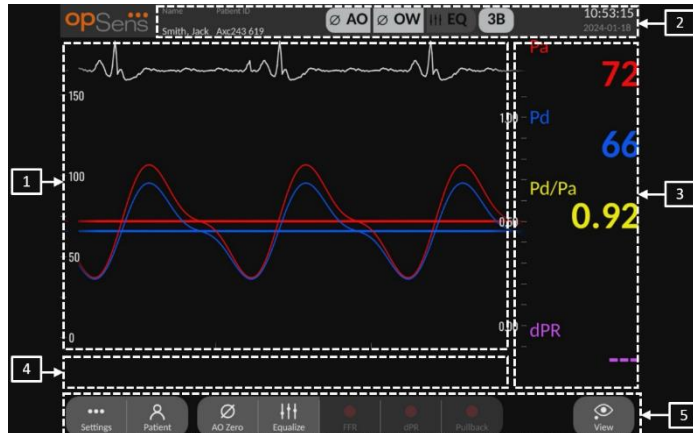 opSens
Name Patient ID
Smith, Jack Axc243 619
Ø AO Ø OW EQ 3B
10:53:15
2024-01-18
2
150
100
50
0
1
1,00
0,50
0,00
Pa
72
Pd
66
Pd/Pa
0.92
dPR
---
3
4
Settings Patient AO Zero Equalize FFR dPR Pullback View
5